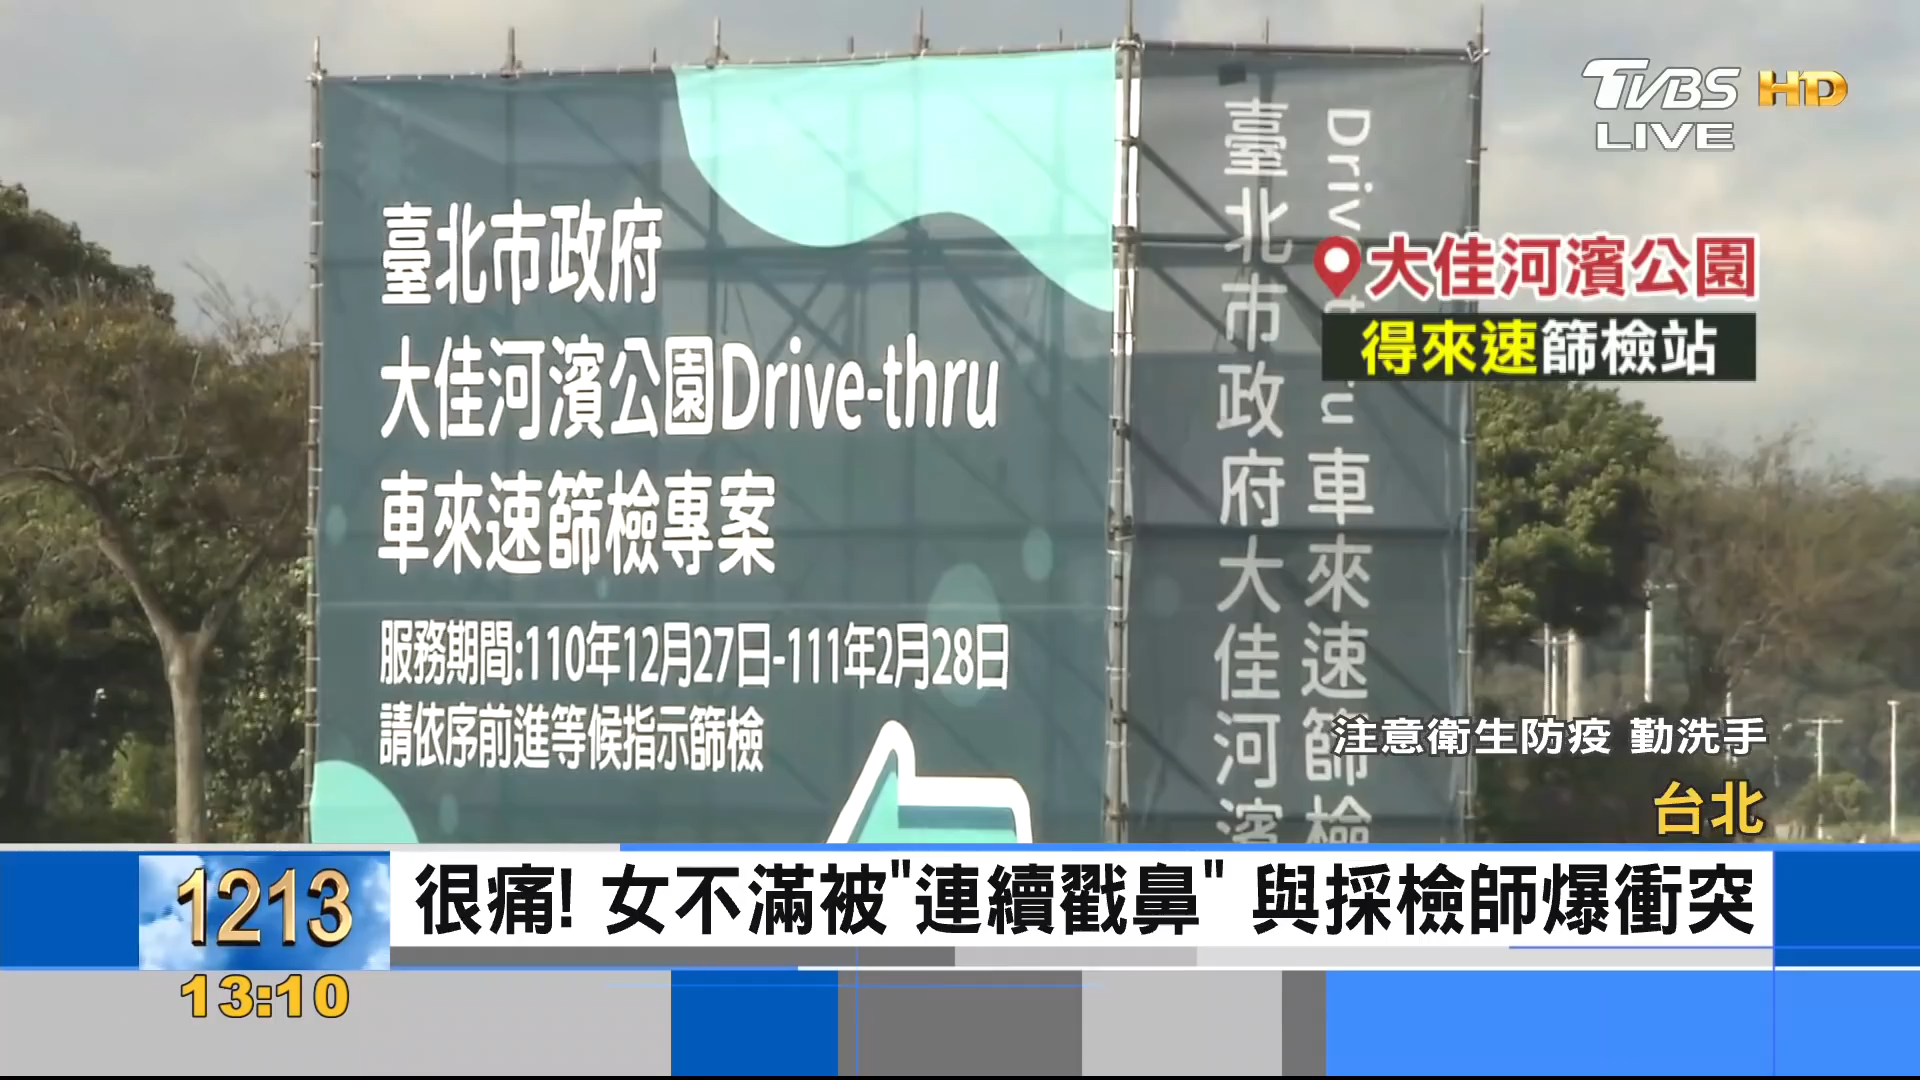 TVBS HD
LIVE
臺北市政府
大佳河濱公園Drive-thru
車來速篩檢專案
服務期間:110年12月27日-111年2月28日
請依序前進等候指示篩檢
臺北市政府大佳河濱
車來速篩檢
大佳河濱公園
得來速篩檢站
注意衛生防疫 勤洗手
台北
1213
很痛! 女不滿被"連續戳鼻" 與採檢師爆衝突
13:10